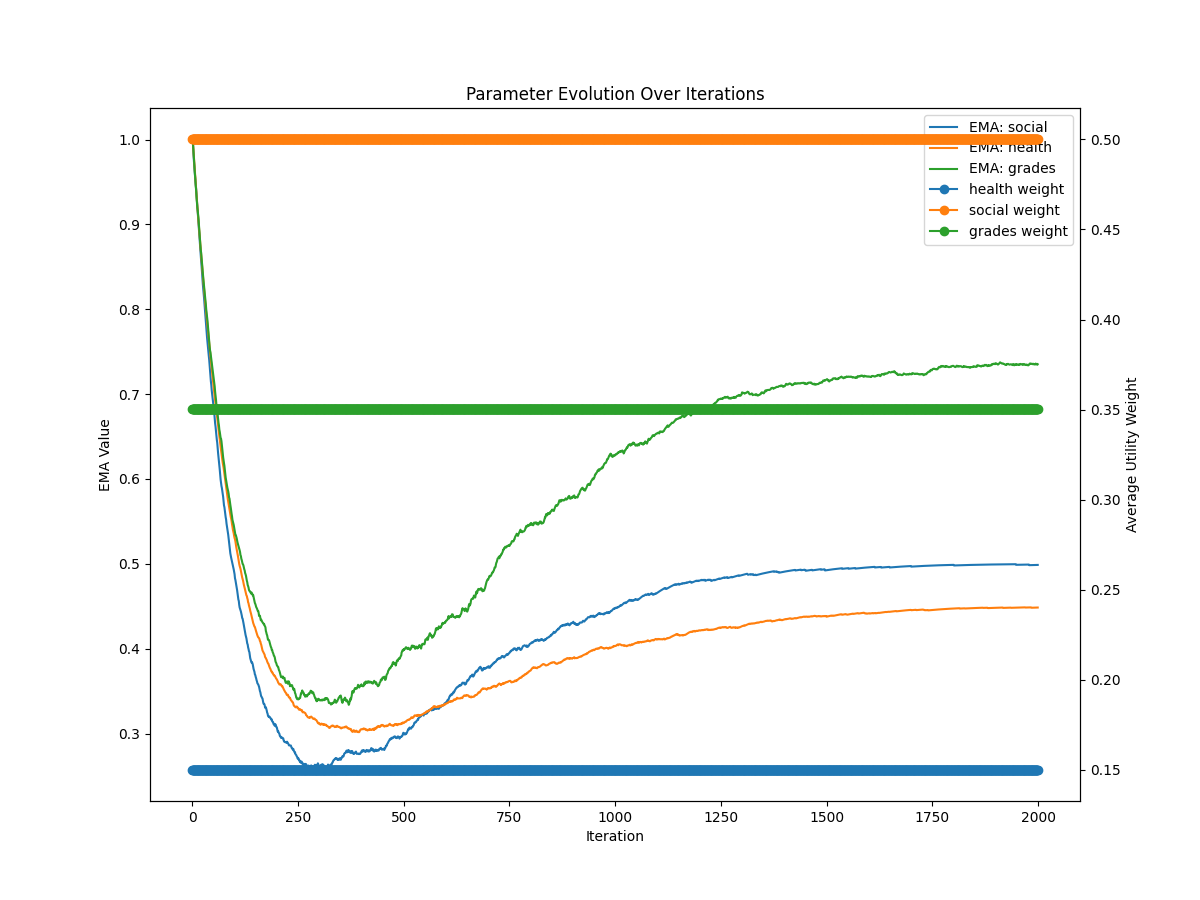 Parameter Evolution Over Iterations
EMA: social
EMA: health
EMA: grades
health weight
social weight
grades weight
1.0
0.9
0.8
0.7
0.6
0.5
0.4
0.3
EMA Value
0.50
0.45
0.40
0.35
0.30
0.25
0.20
0.15
Average Utility Weight
0 250 500 750 1000 1250 1500 1750 2000
Iteration